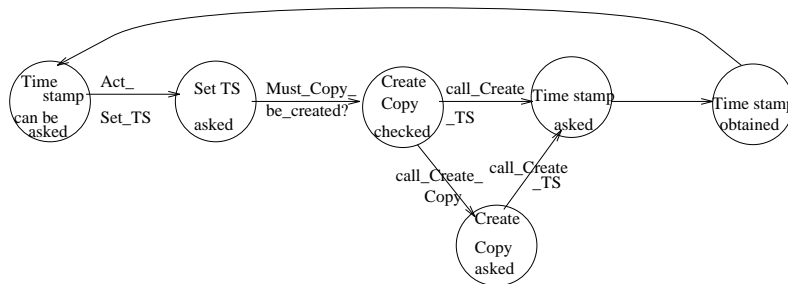 Time
stamp
can be
asked
Act_
Set_TS
Set TS
asked
Must_Copy_
be_created?
Create
Copy
checked
call_Create
_TS
Time stamp
asked
Time stamp
obtained
call_Create_
Copy
call_Create
_TS
Create
Copy
asked